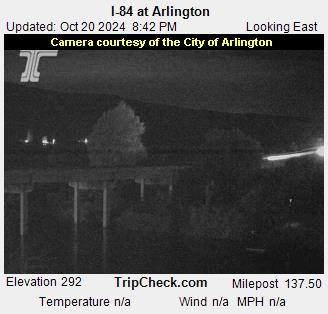 I-84 at Arlington
Updated: Oct 20 2024 8:42 PM Looking East
Camera courtesy of the City of Arlington
Elevation 292 TripCheck.com Milepost 137.50
Temperature n/a Wind n/a MPH n/a